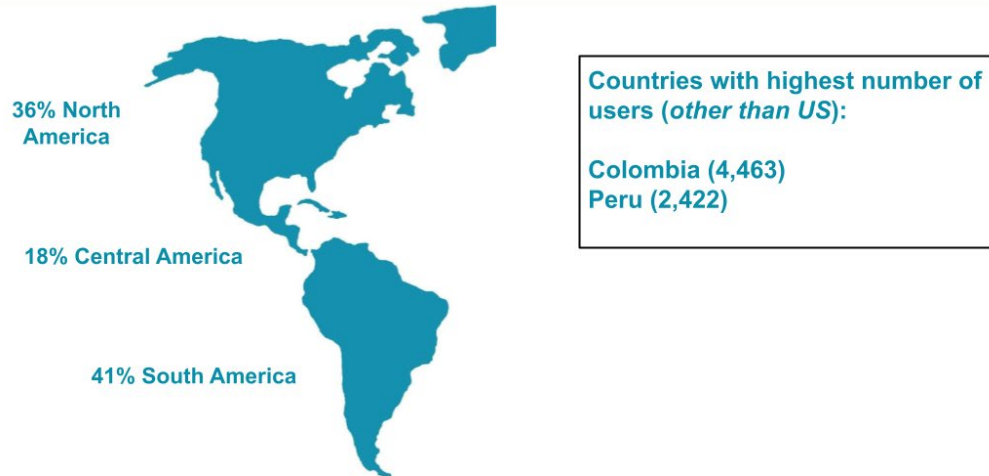 36% North
America
18% Central America
41% South America
Countries with highest number of
users (other than US):
Colombia (4,463)
Peru (2,422)